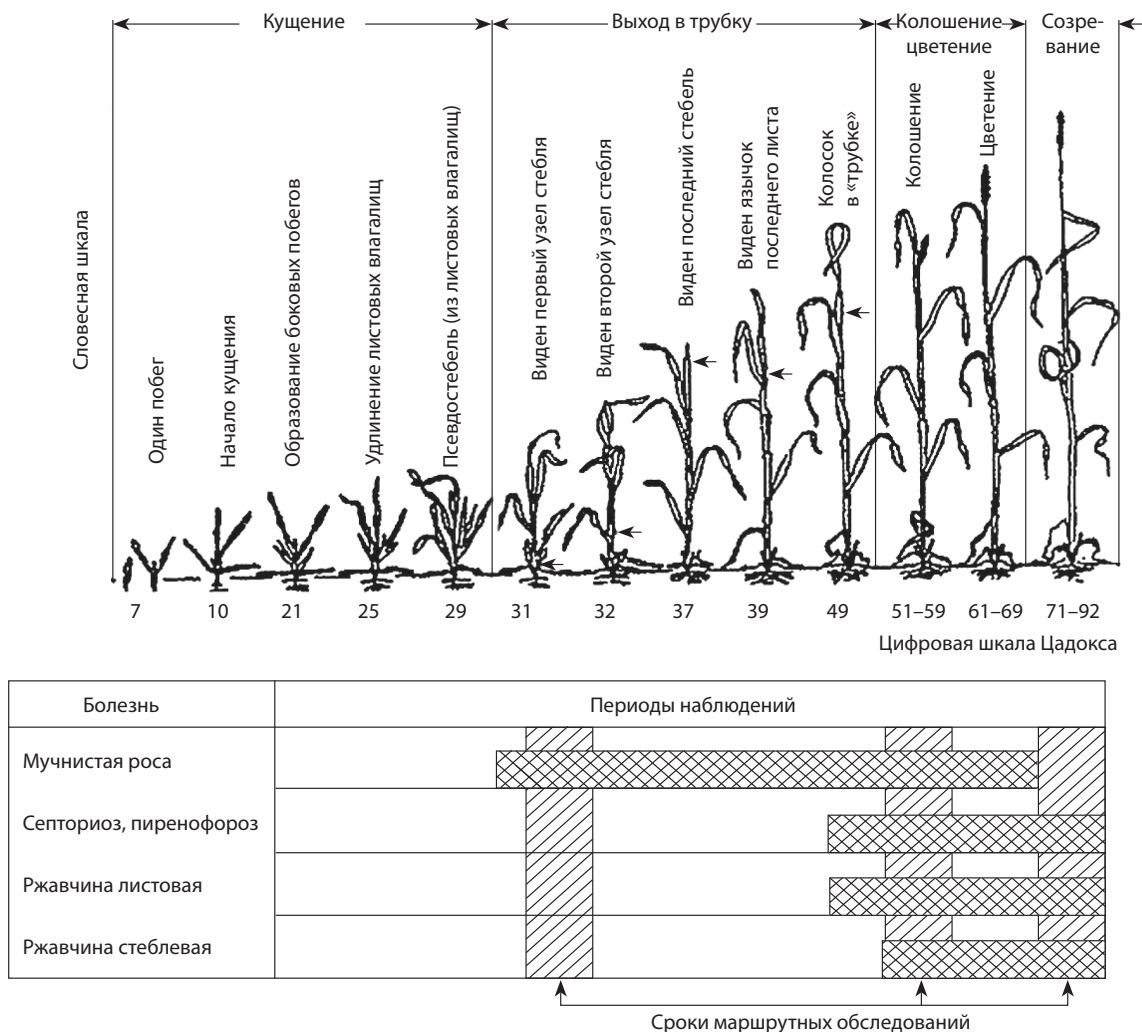 Кущение
Выход в трубку
Колошение
цветение
Созре-
вание
Словесная шкала
Один побег
Начало кущения
Образование боковых побегов
Удлинение листовых влагалищ
Псевдостебель (из листовых влагалищ)
Виден первый узел стебля
Виден второй узел стебля
Виден последний стебель
Виден язычок
последнего листа
Колосок
в «трубке»
Колошение
Цветение
7 10 21 25 29 31 32 37 39 49 51–59 61–69 71–92
Цифровая шкала Цадокса
Болезнь Периоды наблюдений
Мучнистая роса
Септориоз, пиренофороз
Ржавчина листовая
Ржавчина стеблевая
Сроки маршрутных обследований